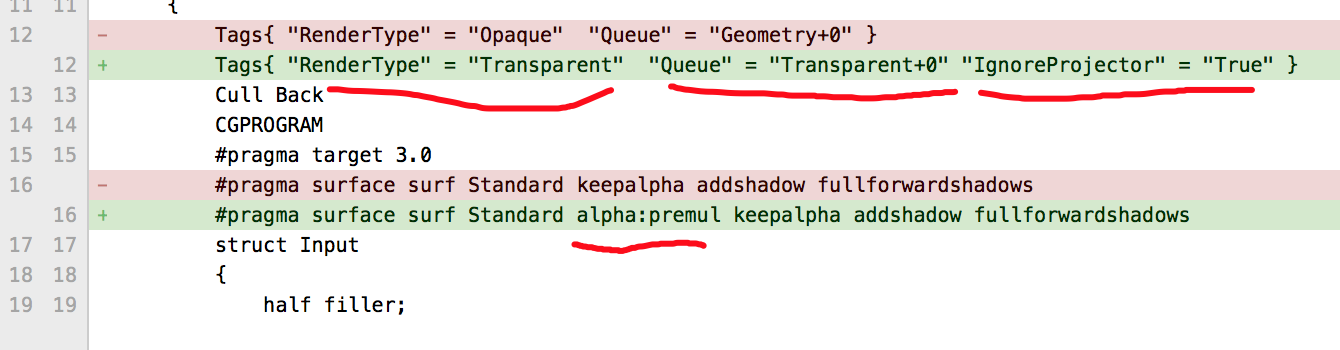 11 11 {
12 - Tags{ "RenderType" = "Opaque"  "Queue" = "Geometry+0" }
12 + Tags{ "RenderType" = "Transparent"  "Queue" = "Transparent+0" "IgnoreProjector" = "True" }
13 13 Cull Back
14 14 CGPROGRAM
15 15 #pragma target 3.0
16 - #pragma surface surf Standard keepalpha addshadow fullforwardshadows
16 + #pragma surface surf Standard alpha:premul keepalpha addshadow fullforwardshadows
17 17 struct Input
18 18 {
19 19 half filler;